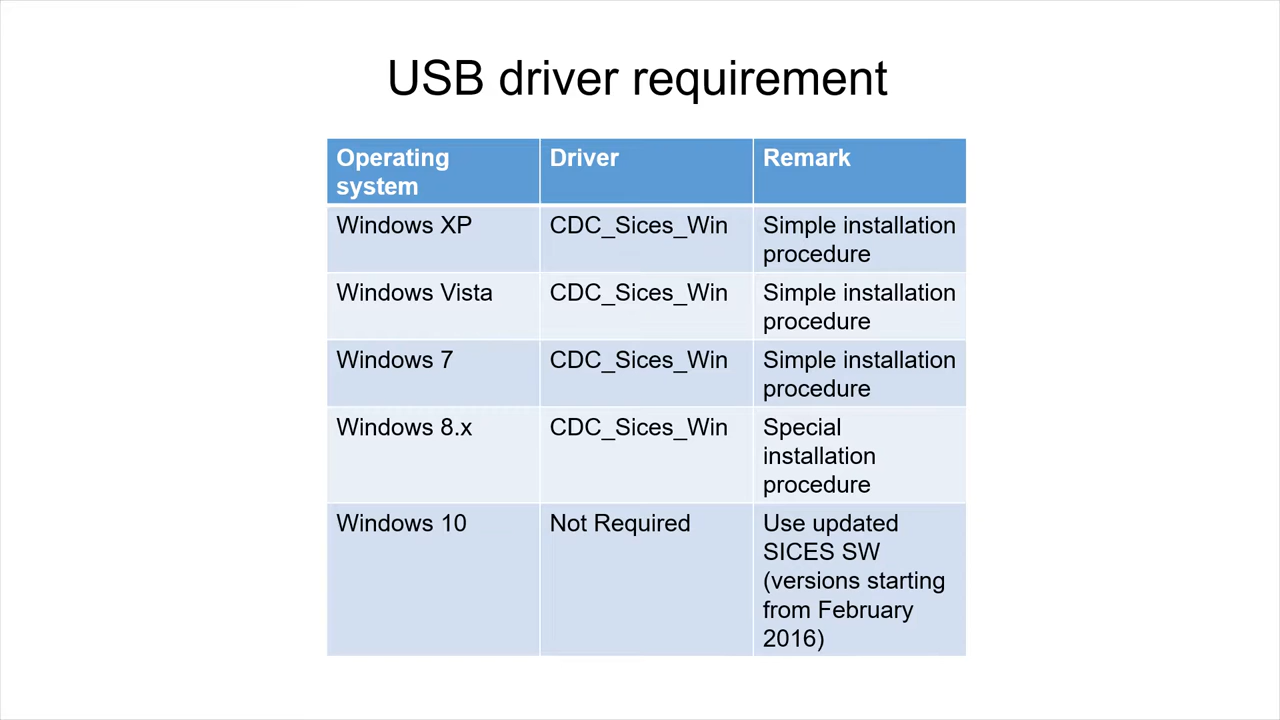 USB driver requirement
Operating system
Driver
Remark
Windows XP
CDC_Sices_Win
Simple installation
procedure
Windows Vista
CDC_Sices_Win
Simple installation
procedure
Windows 7
CDC_Sices_Win
Simple installation
procedure
Windows 8.x
CDC_Sices_Win
Special
installation
procedure
Windows 10
Not Required
Use updated
SICES SW
(versions starting
from February
2016)